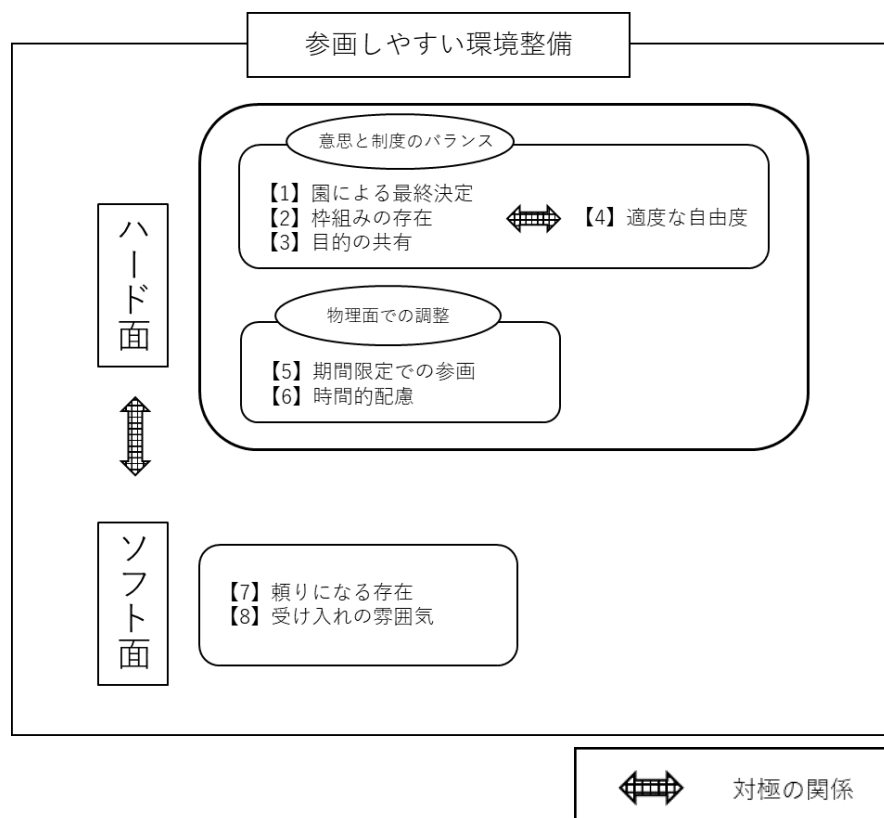 参画しやすい環境整備
ハード面
意思と制度のバランス
【1】園による最終決定
【2】枠組みの存在
【3】目的の共有
【4】適度な自由度
物理面での調整
【5】期間限定での参画
【6】時間的配慮
ソフト面
【7】頼りになる存在
【8】受け入れの雰囲気
対極の関係